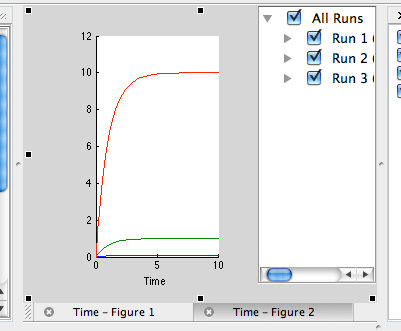 All Runs
Run 1 (
Run 2 (
Run 3 (
12
10
8
6
4
2
0
0 5 10
Time
Time – Figure 1
Time – Figure 2